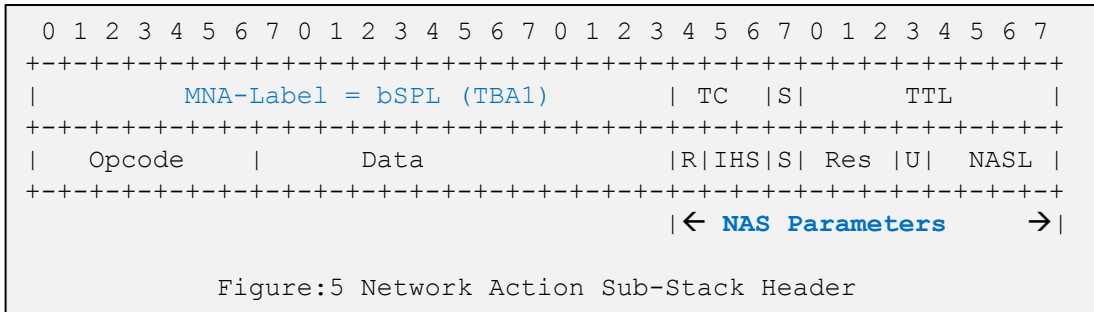 0 1 2 3 4 5 6 7 0 1 2 3 4 5 6 7 0 1 2 3 4 5 6 7 0 1 2 3 4 5 6 7
+-+-+-+-+-+-+-+-+-+-+-+-+-+-+-+-+-+-+-+-+-+-+-+-+-+-+-+-+-+-+-+-+
| MNA-Label = bSPL (TBA1) | TC |S| TTL |
+-+-+-+-+-+-+-+-+-+-+-+-+-+-+-+-+-+-+-+-+-+-+-+-+-+-+-+-+-+-+-+-+
| Opcode | Data |R|IHS|S| Res |U| NASL |
+-+-+-+-+-+-+-+-+-+-+-+-+-+-+-+-+-+-+-+-+-+-+-+-+-+-+-+-+-+-+-+-+
|← NAS Parameters →|
Figure:5 Network Action Sub-Stack Header